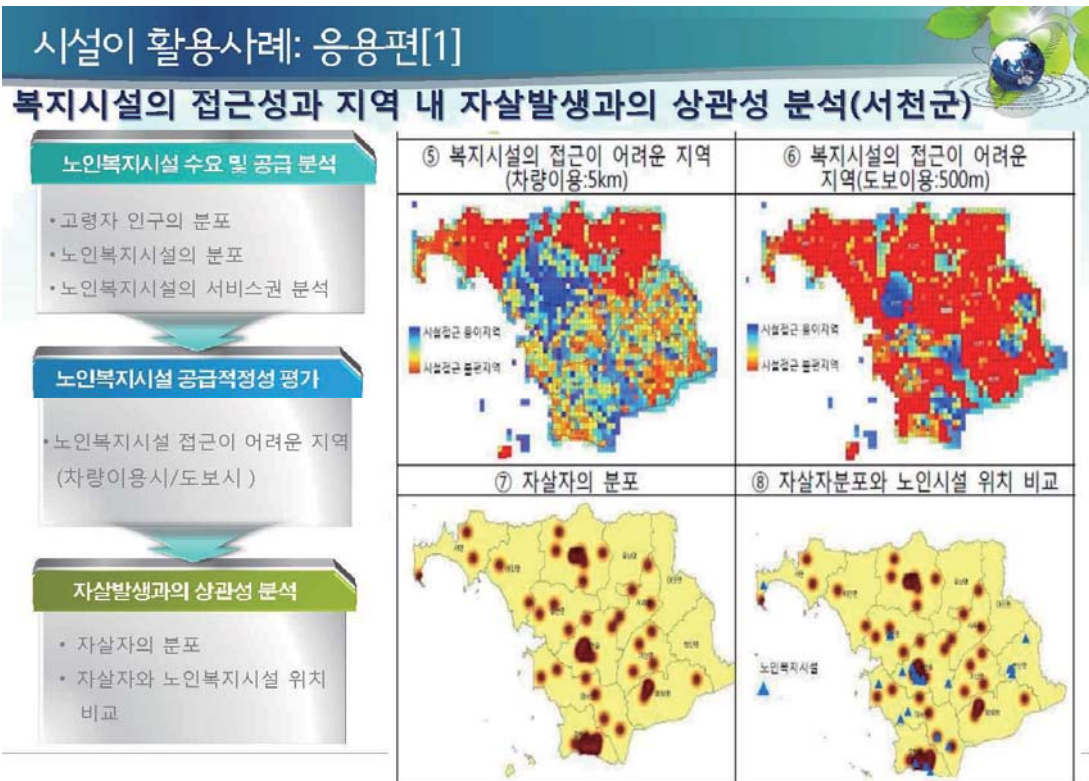 시설이 활용사례: 응용편[1]
복지시설의 접근성과 지역 내 자살발생과의 상관성 분석(서천군)
노인복지시설 수요 및 공급 분석
• 고령자 인구의 분포
• 노인복지시설의 분포
• 노인복지시설의 서비스권 분석
노인복지시설 공급적정성 평가
• 노인복지시설 접근이 어려운 지역
(차량이용시/도보시 )
자살발생과의 상관성 분석
• 자살자의 분포
• 자살자와 노인복지시설 위치
비교
⑤ 복지시설의 접근이 어려운 지역
(차량이용:5km)
시설접근 용이지역
시설접근 불편지역
⑥ 복지시설의 접근이 어려운
지역(도보이용:500m)
시설접근 용이지역
시설접근 불편지역
⑦ 자살자의 분포
⑧ 자살자분포와 노인시설 위치 비교
노인복지시설